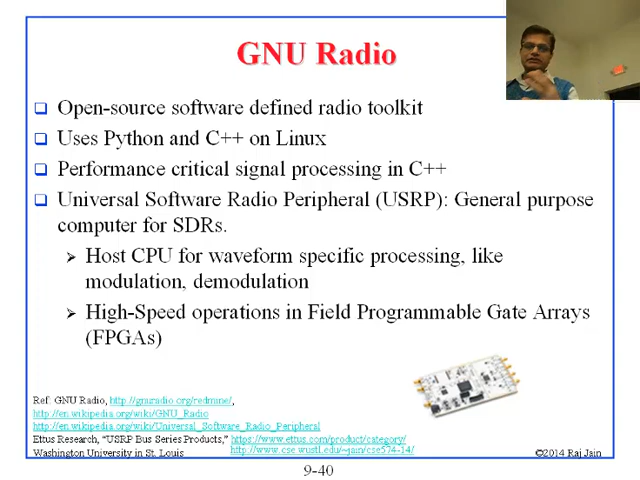 GNU Radio
Open-source software defined radio toolkit
Uses Python and C++ on Linux
Performance critical signal processing in C++
Universal Software Radio Peripheral (USRP): General purpose
computer for SDRs.
Host CPU for waveform specific processing, like
modulation, demodulation
High-Speed operations in Field Programmable Gate Arrays
(FPGAs)
Ref: GNU Radio, http://gnuradio.org/redmine/,
http://en.wikipedia.org/wiki/GNU_Radio
http://en.wikipedia.org/wiki/Universal_Software_Radio_Peripheral
Ettus Research, "USRP Bus Series Products," https://www.ettus.com/product/category/
Washington University in St. Louis http://www.cse.wustl.edu/~jain/cse574-14/ ©2014 Raj Jain
9-40